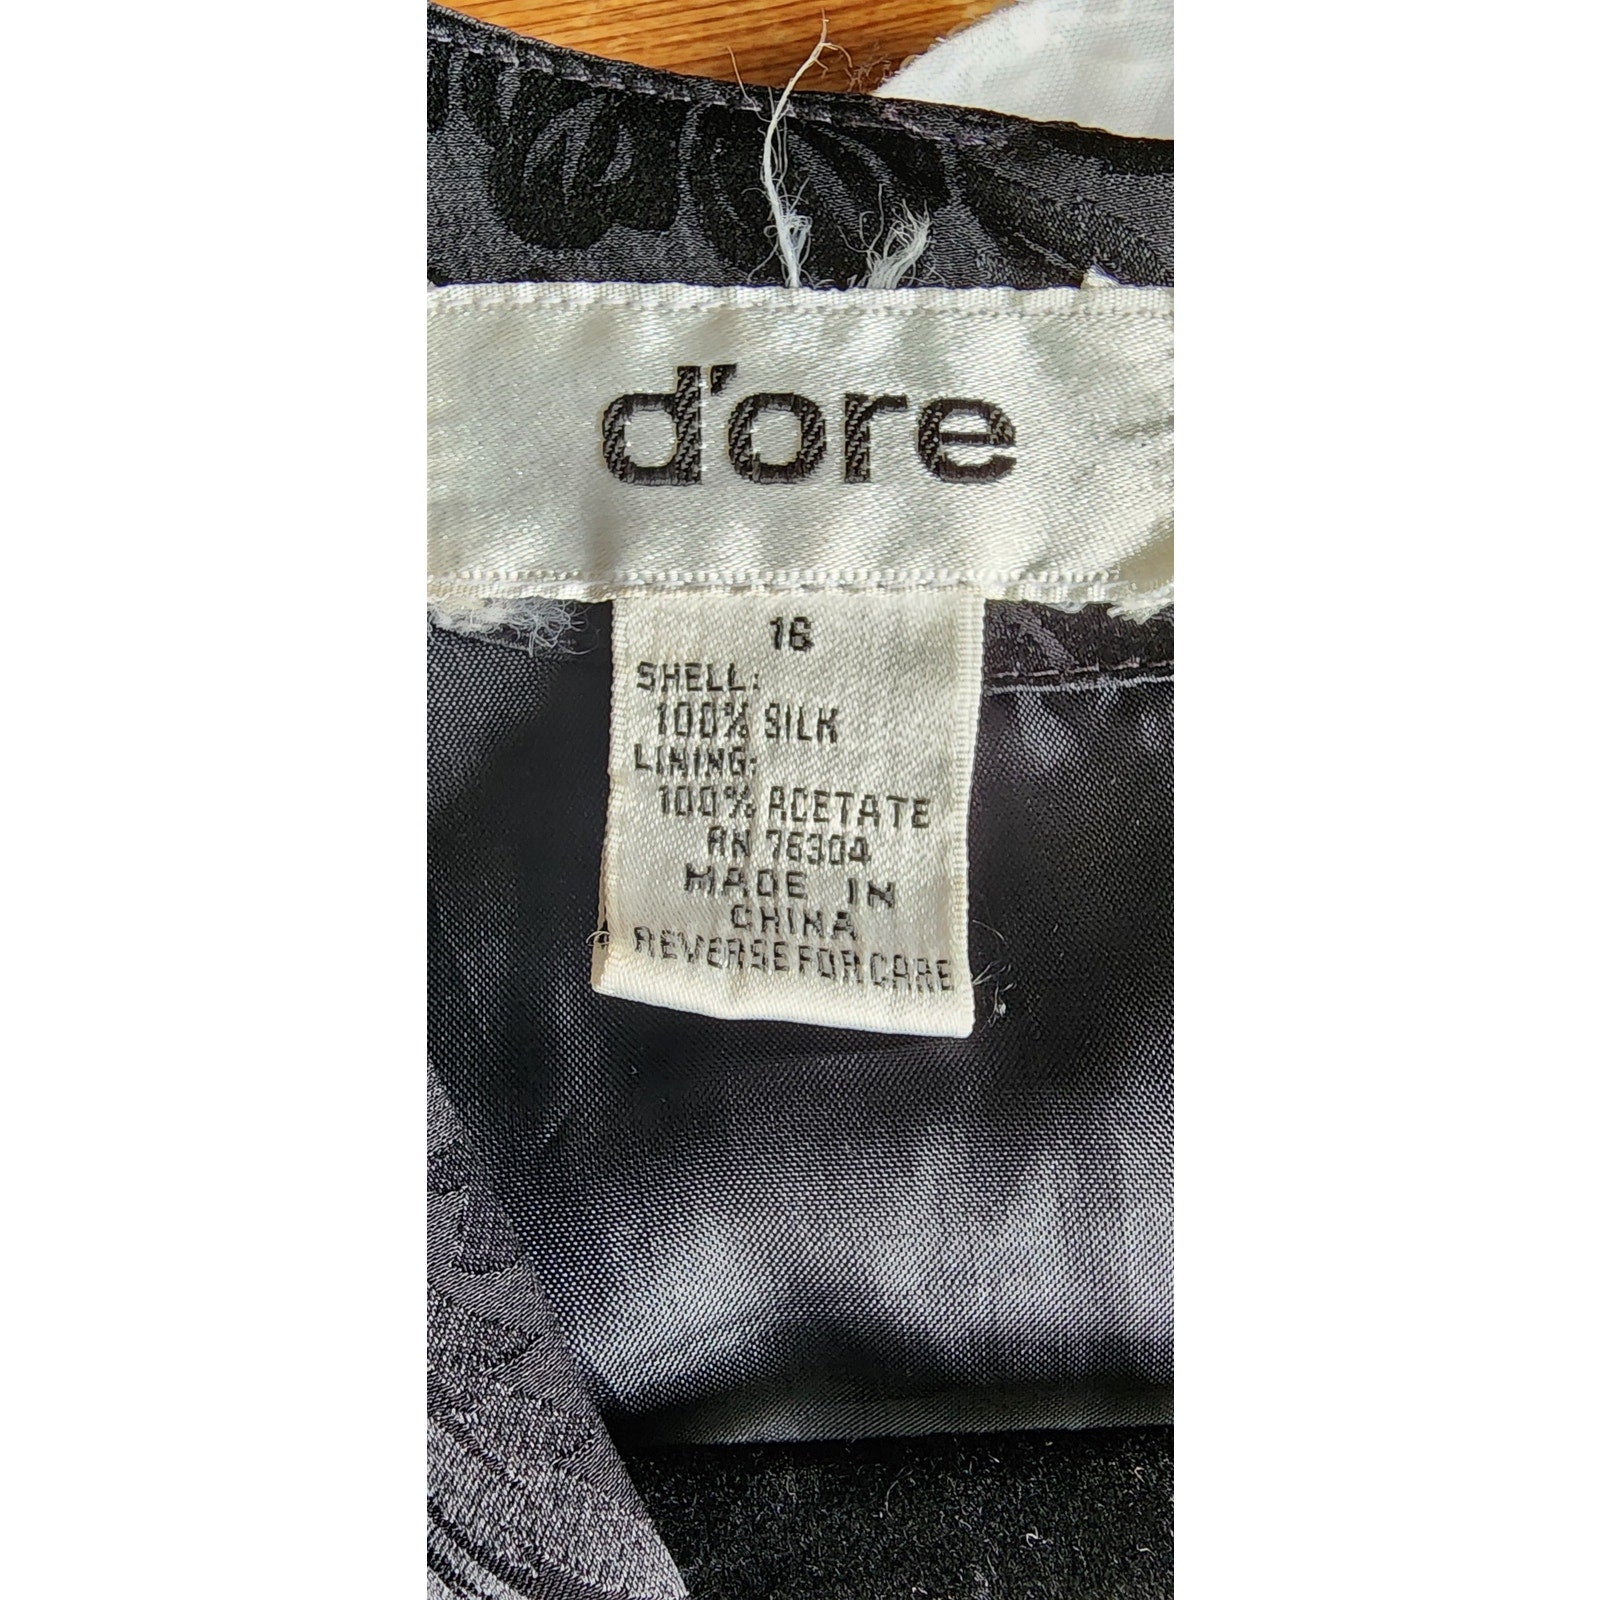 d'ore
16
SHELL:
100% SILK
LINING:
100% ACETATE
RN 76304
MADE IN
CHINA
REVERSE FOR CARE